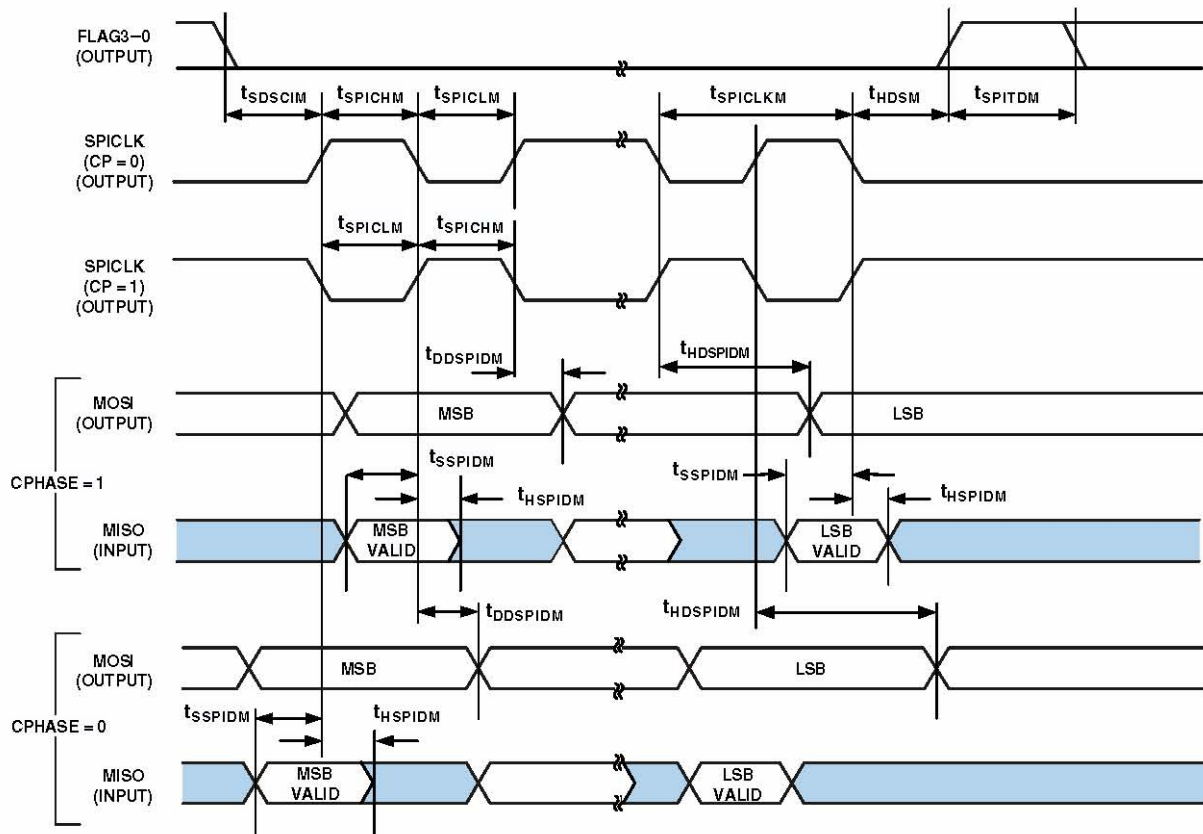 FLAG3–0
(OUTPUT)
tSDSCIM tSPICHM tSPICLM tSPICLKM tHDSM tSPITDM
SPICLK
(CP = 0)
(OUTPUT)
tSPICLM tSPICHM
SPICLK
(CP = 1)
(OUTPUT)
tDDSPIDM tHDSPIDM
CPHASE = 1
MOSI
(OUTPUT)
MSB LSB
tSSPIDM tHSPIDM tSSPIDM tHSPIDM
MISO
(INPUT)
MSB
VALID
LSB
VALID
tDDSPIDM tHDSPIDM
CPHASE = 0
MOSI
(OUTPUT)
MSB LSB
tSSPIDM tHSPIDM
MISO
(INPUT)
MSB
VALID
LSB
VALID